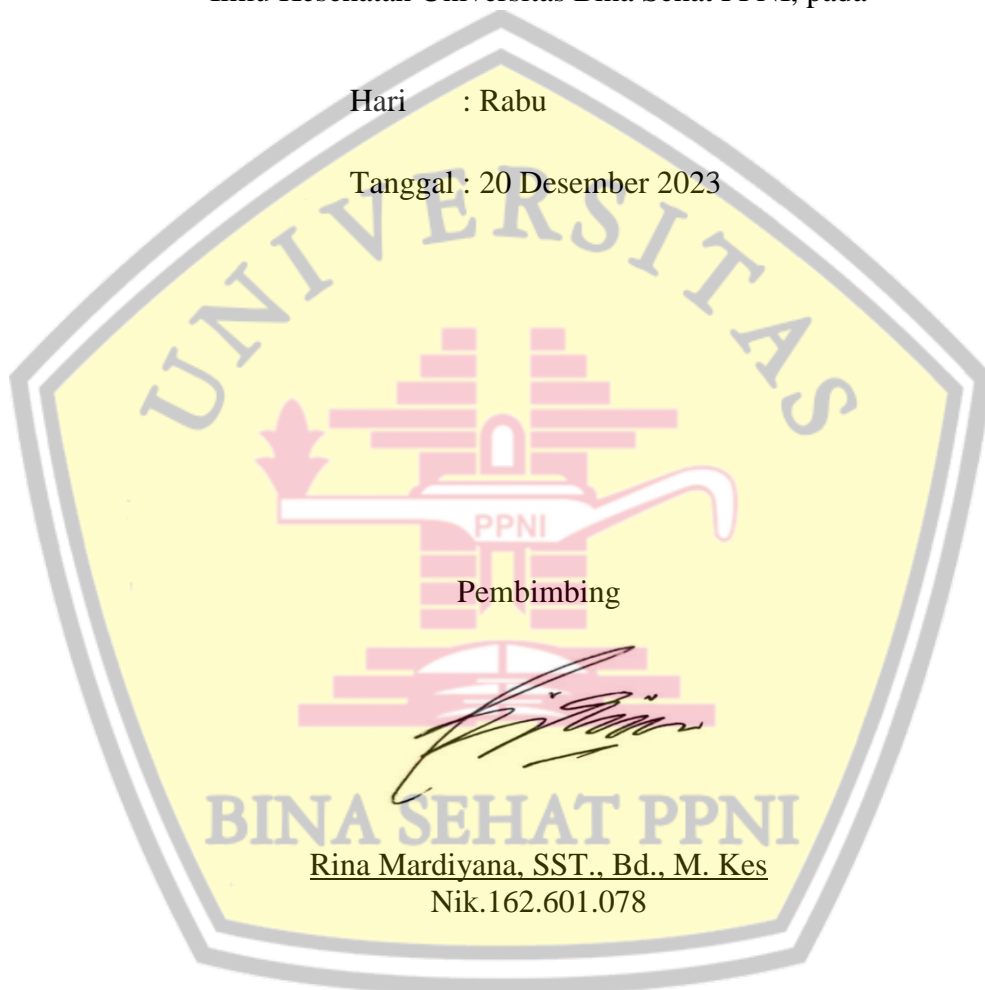 Ilmu Kesehatan Universitas Bina Sehat PPNI, pada
Hari : Rabu
Tanggal : 20 Desember 2023
UNIVERSITAS
PPNI
Pembimbing
BINA SEHAT PPNI
Rina Mardiyana, SST., Bd., M. Kes
Nik.162.601.078